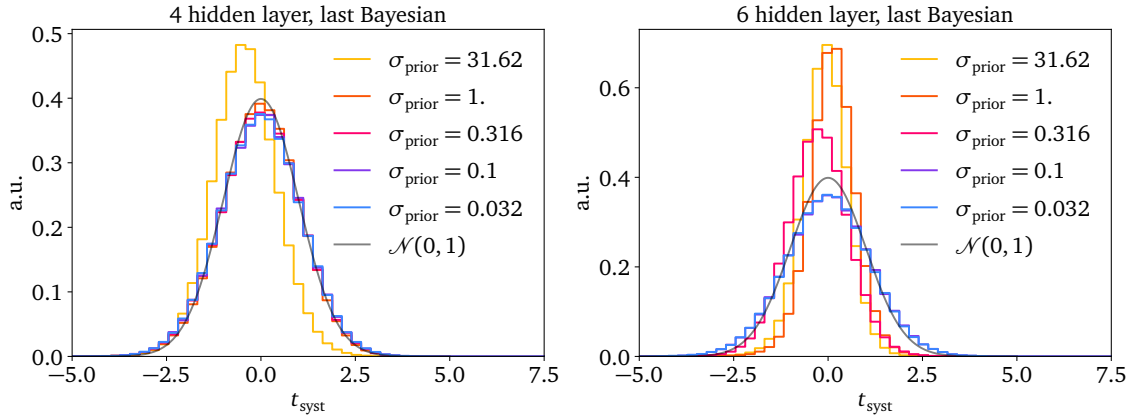 4 hidden layer, last Bayesian
0.5
0.4
0.3
0.2
0.1
0.0
a.u.
σprior = 31.62
σprior = 1.
σprior = 0.316
σprior = 0.1
σprior = 0.032
𝒩(0, 1)
−5.0 −2.5 0.0 2.5 5.0 7.5
tsyst
6 hidden layer, last Bayesian
0.6
0.4
0.2
0.0
a.u.
σprior = 31.62
σprior = 1.
σprior = 0.316
σprior = 0.1
σprior = 0.032
𝒩(0, 1)
−5.0 −2.5 0.0 2.5 5.0 7.5
tsyst